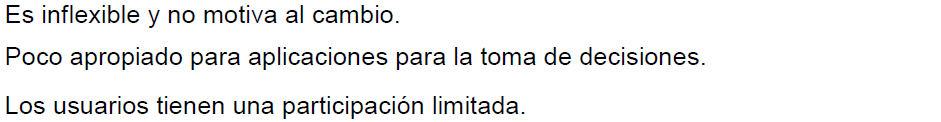 Es inflexible y no motiva al cambio.
Poco apropiado para aplicaciones para la toma de decisiones.
Los usuarios tienen una participación limitada.